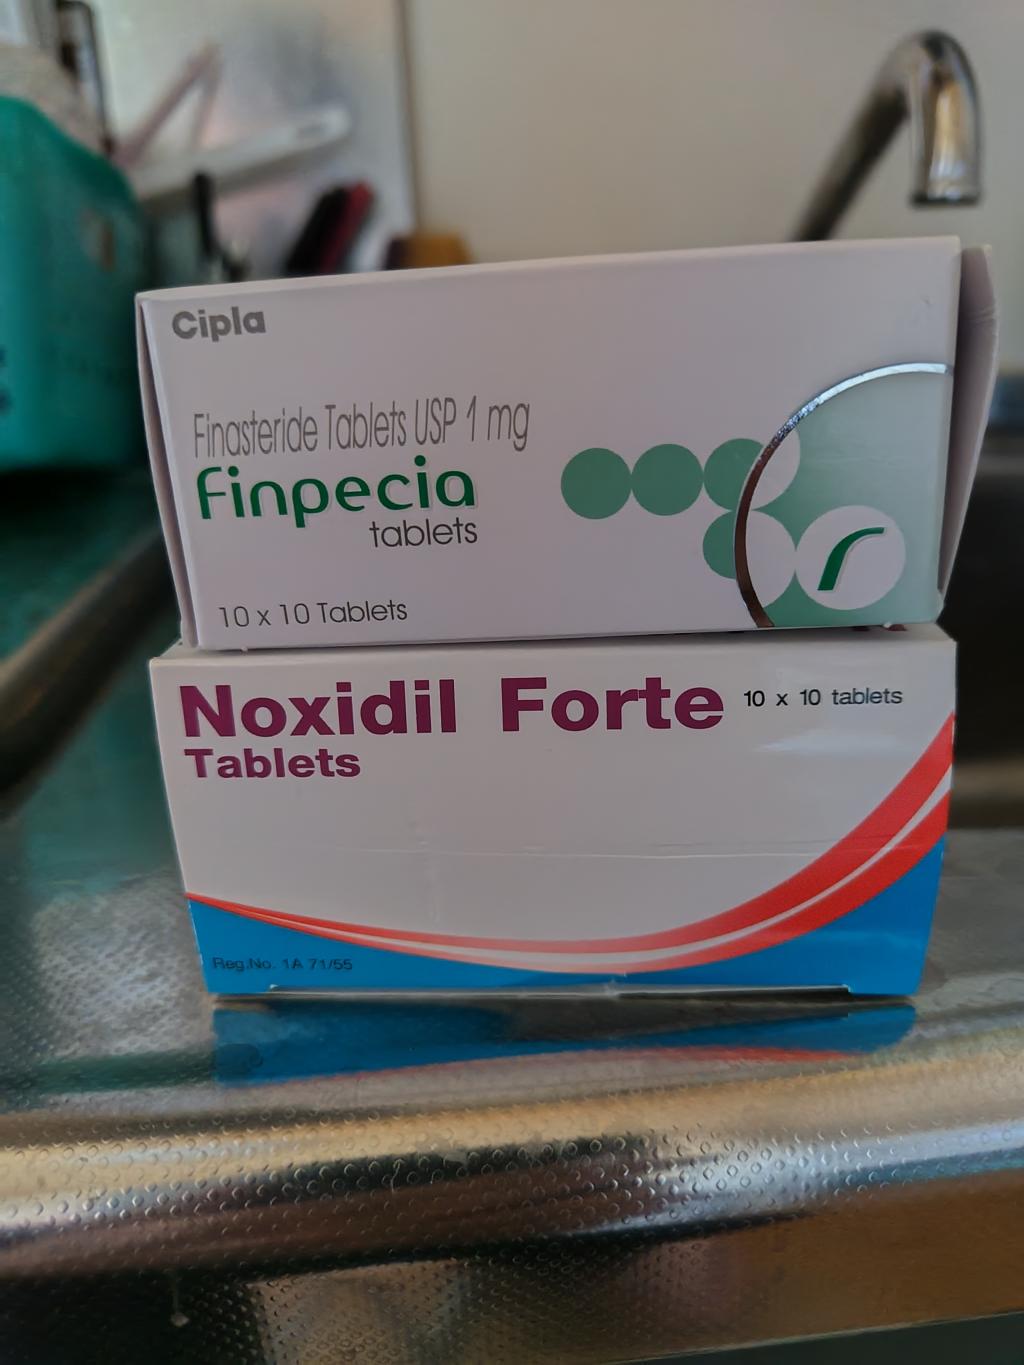 Cipla
Finasteride Tablets USP 1 mg
Finpecia
tablets
10 x 10 Tablets
Noxidil Forte 10 x 10 tablets
Tablets
Reg.No. 1A 71/55